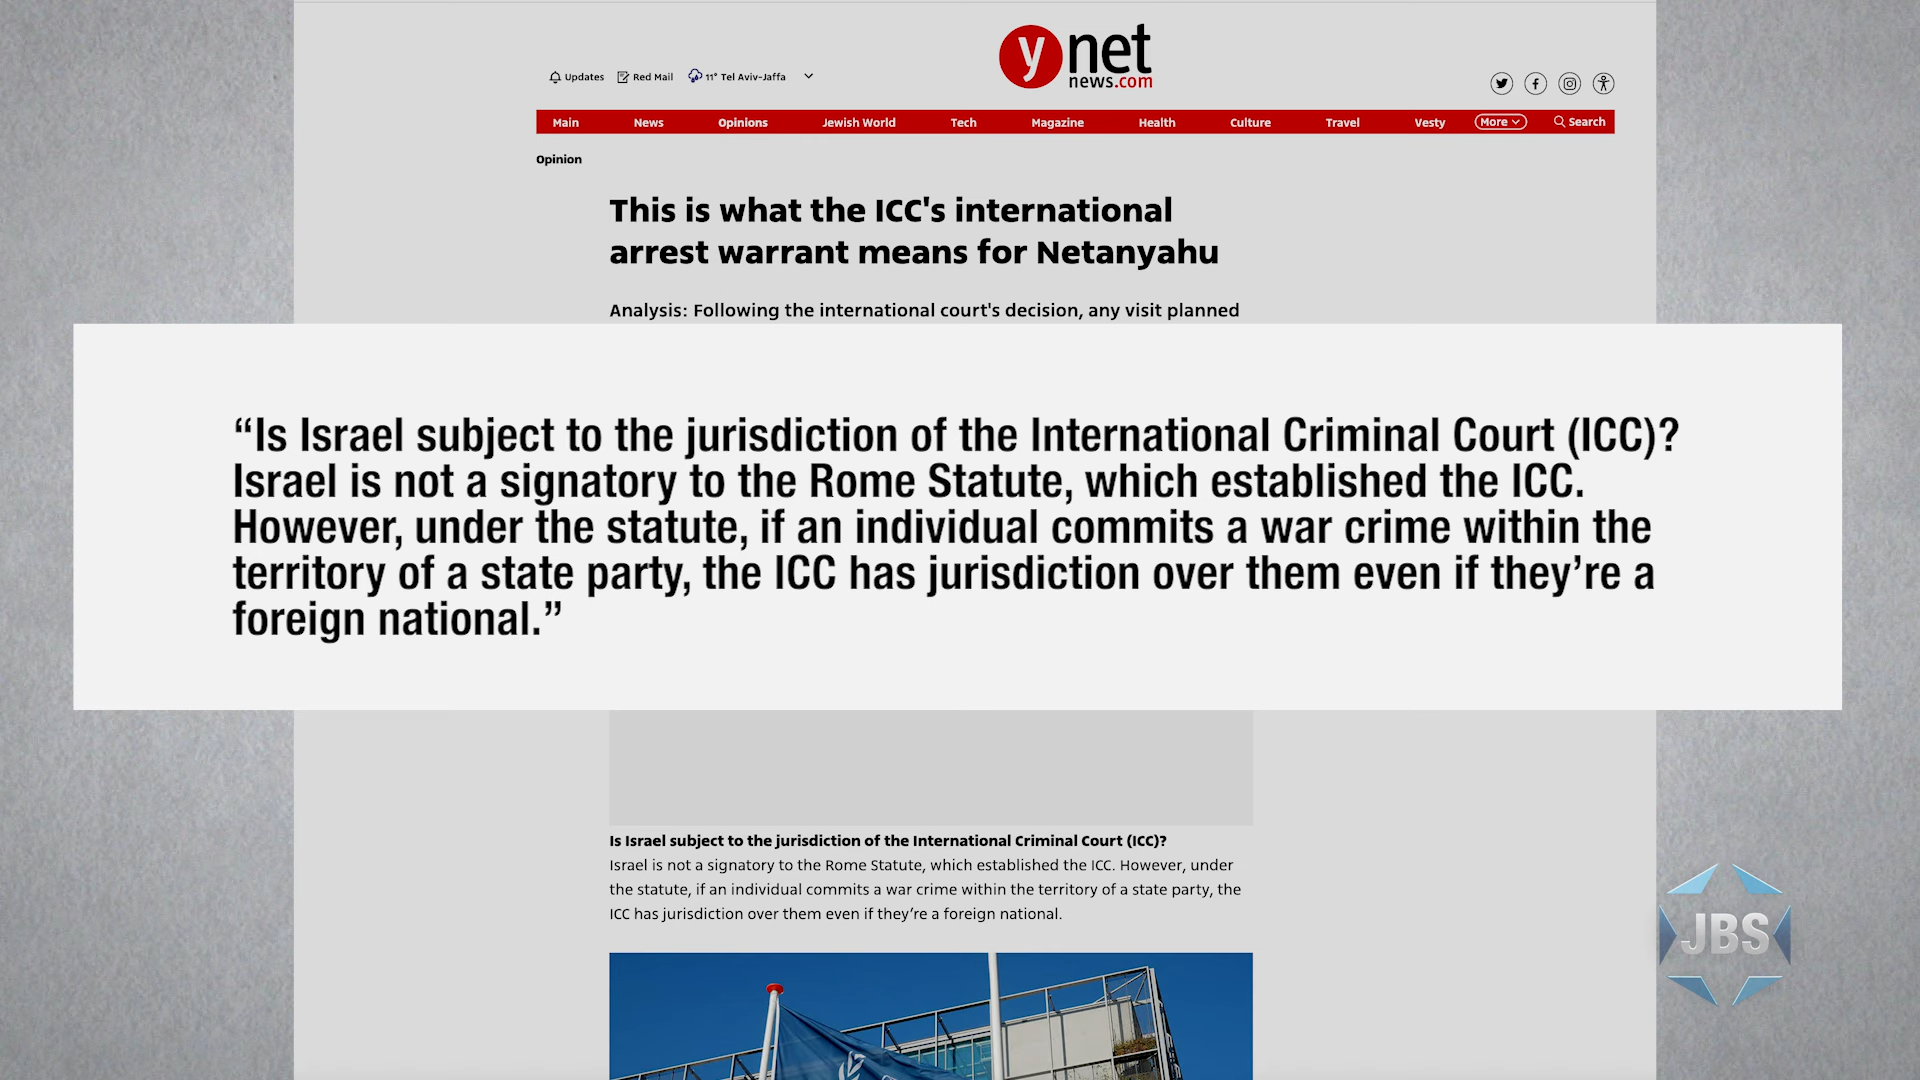 y net
news.com
Updates Red Mail 11° Tel Aviv-Jaffa
Main News Opinions Jewish World Tech Magazine Health Culture Travel Vesty More Search
Opinion
This is what the ICC's international
arrest warrant means for Netanyahu
Analysis: Following the international court's decision, any visit planned
“Is Israel subject to the jurisdiction of the International Criminal Court (ICC)?
Israel is not a signatory to the Rome Statute, which established the ICC.
However, under the statute, if an individual commits a war crime within the
territory of a state party, the ICC has jurisdiction over them even if they’re a
foreign national.”
Is Israel subject to the jurisdiction of the International Criminal Court (ICC)?
Israel is not a signatory to the Rome Statute, which established the ICC. However, under
the statute, if an individual commits a war crime within the territory of a state party, the
ICC has jurisdiction over them even if they’re a foreign national.
JBS